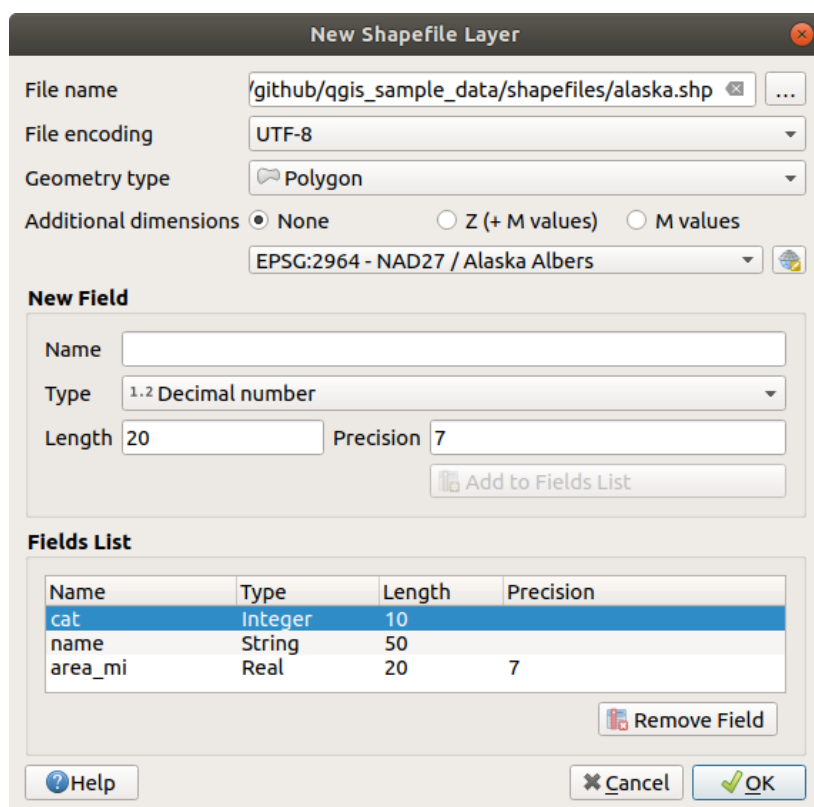 New Shapefile Layer
File name /github/qgis_sample_data/shapefiles/alaska.shp ...
File encoding UTF-8
Geometry type Polygon
Additional dimensions None Z (+ M values) M values
EPSG:2964 - NAD27 / Alaska Albers
New Field
Name
Type 1.2 Decimal number
Length 20 Precision 7
Add to Fields List
Fields List
Name Type Length Precision
cat Integer 10
name String 50
area_mi Real 20 7
Remove Field
Help Cancel OK